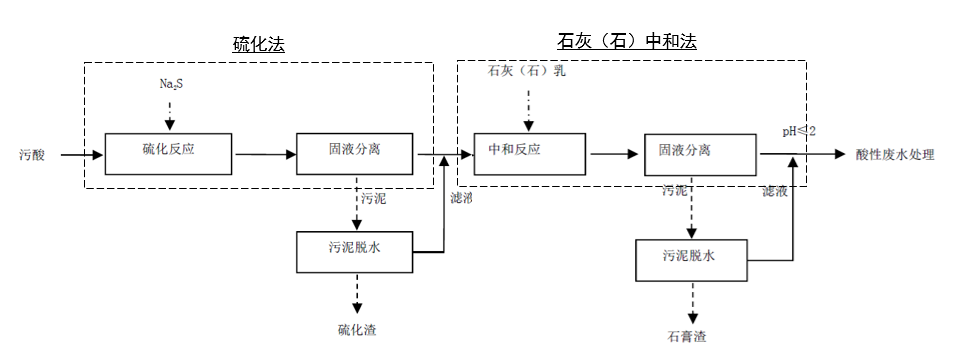 硫化法
石灰（石）中和法
Na2S
石灰（石）乳
pH≤2
污酸
硫化反应
固液分离
中和反应
固液分离
酸性废水处理
污泥
滤液
污泥
滤液
污泥脱水
污泥脱水
硫化渣
石膏渣